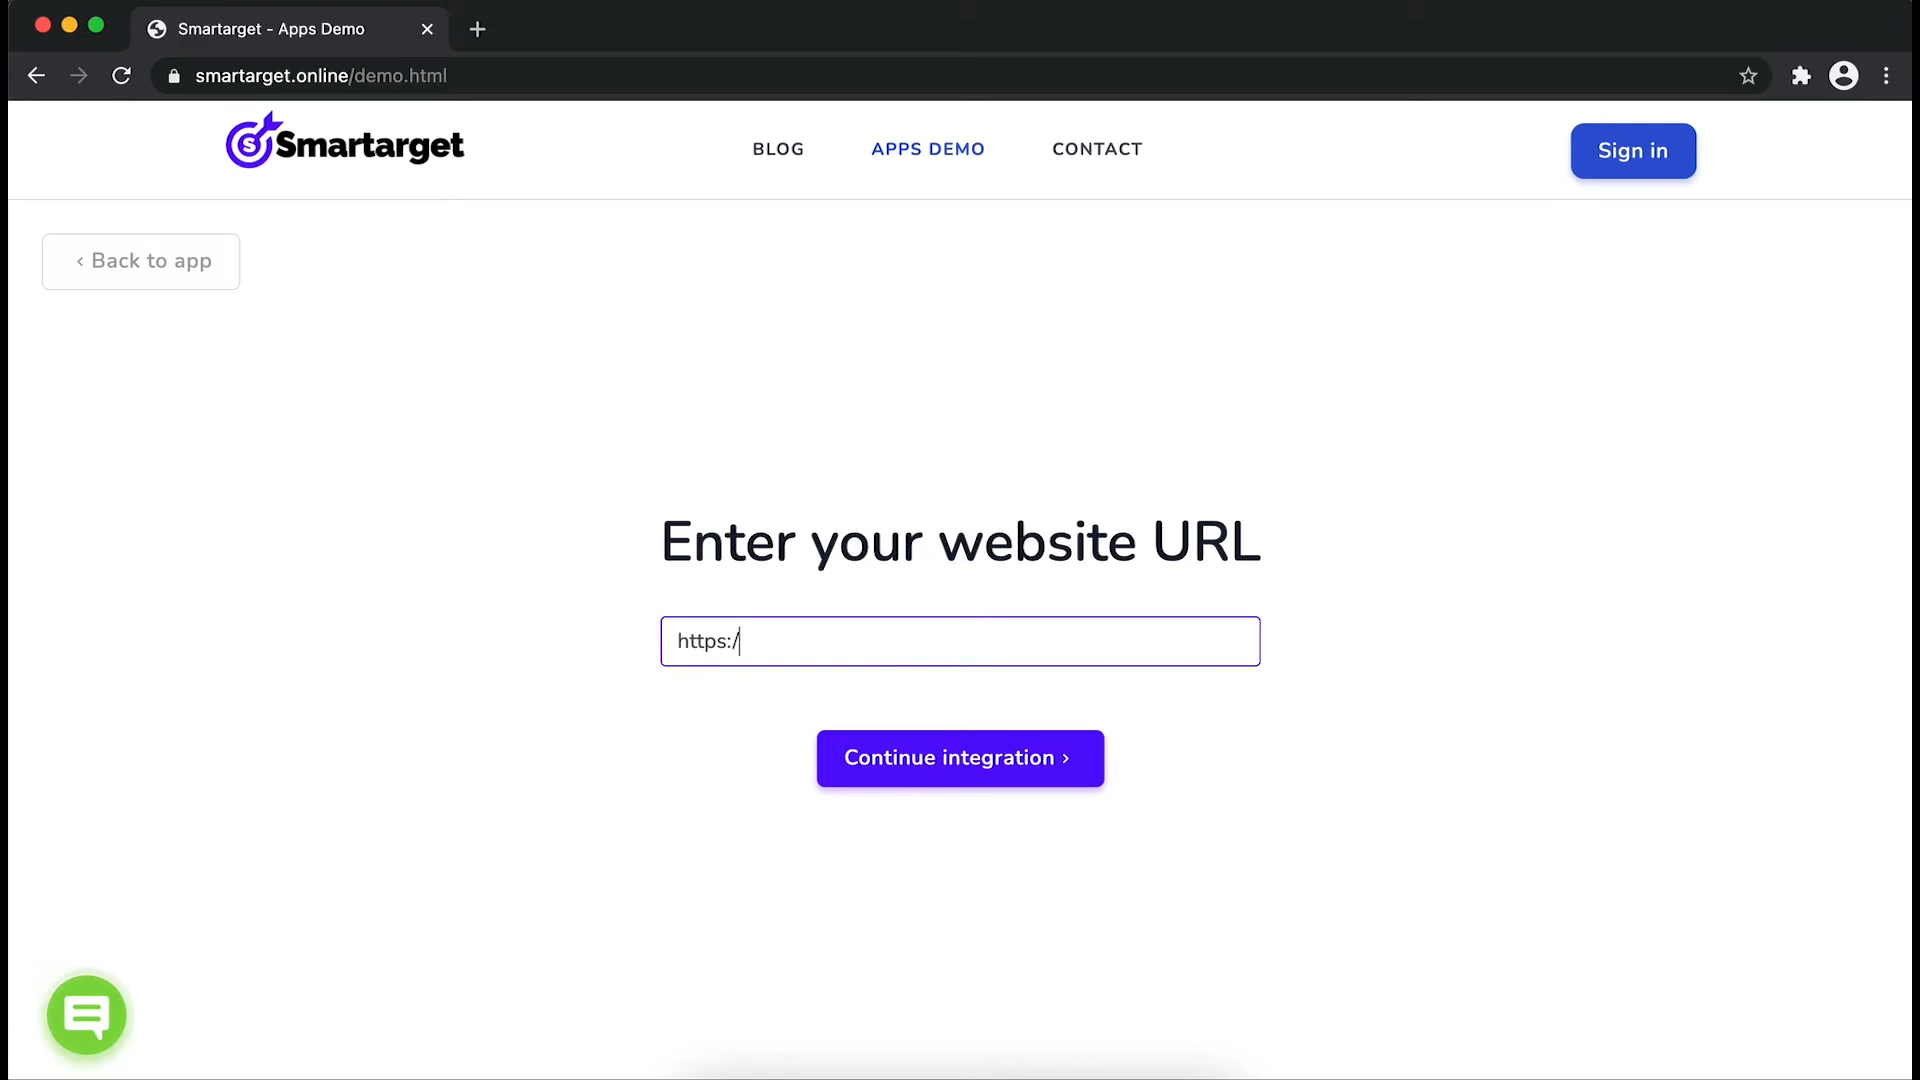 Smartarget - Apps Demo
smartarget.online/demo.html
Smartarget
BLOG
APPS DEMO
CONTACT
Sign in
‹ Back to app
Enter your website URL
https:/
Continue integration ›